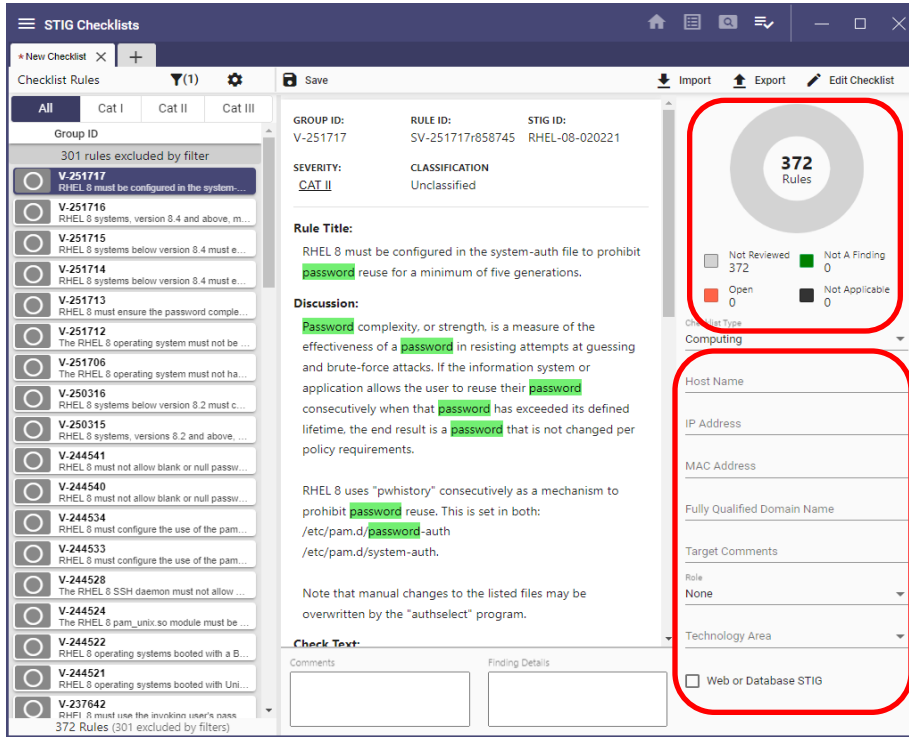 STIG Checklists
* New Checklist
Checklist Rules
(1)
Save
Import
Export
Edit Checklist
All
Cat I
Cat II
Cat III
Group ID
301 rules excluded by filter
V-251717
RHEL 8 must be configured in the system-...
V-251716
RHEL 8 systems, version 8.4 and above, m...
V-251715
RHEL 8 systems below version 8.4 must e...
V-251714
RHEL 8 systems below version 8.4 must e...
V-251713
RHEL 8 must ensure the password comple...
V-251712
The RHEL 8 operating system must not be ...
V-251706
The RHEL 8 operating system must not ha...
V-250316
RHEL 8 systems below version 8.2 must c...
V-250315
RHEL 8 systems, versions 8.2 and above, ...
V-244541
RHEL 8 must not allow blank or null passw...
V-244540
RHEL 8 must not allow blank or null passw...
V-244534
RHEL 8 must configure the use of the pam...
V-244533
RHEL 8 must configure the use of the pam...
V-244528
The RHEL 8 SSH daemon must not allow ...
V-244524
The RHEL 8 pam_unix.so module must be ...
V-244522
RHEL 8 operating systems booted with a B...
V-244521
RHEL 8 operating systems booted with Uni...
V-237642
RHEL 8 must use the invoking user's pass...
372 Rules (301 excluded by filters)
GROUP ID:
V-251717
RULE ID:
SV-251717r858745
STIG ID:
RHEL-08-020221
SEVERITY:
CAT II
CLASSIFICATION
Unclassified
Rule Title:
RHEL 8 must be configured in the system-auth file to prohibit
password reuse for a minimum of five generations.
Discussion:
Password complexity, or strength, is a measure of the
effectiveness of a password in resisting attempts at guessing
and brute-force attacks. If the information system or
application allows the user to reuse their password
consecutively when that password has exceeded its defined
lifetime, the end result is a password that is not changed per
policy requirements.
RHEL 8 uses "pwhistory" consecutively as a mechanism to
prohibit password reuse. This is set in both:
/etc/pam.d/password-auth
/etc/pam.d/system-auth.
Note that manual changes to the listed files may be
overwritten by the "authselect" program.
Check Text:
Comments
Finding Details
372
Rules
Not Reviewed
372
Not A Finding
0
Open
0
Not Applicable
0
Checklist Type
Computing
Host Name
IP Address
MAC Address
Fully Qualified Domain Name
Target Comments
Role
None
Technology Area
Web or Database STIG